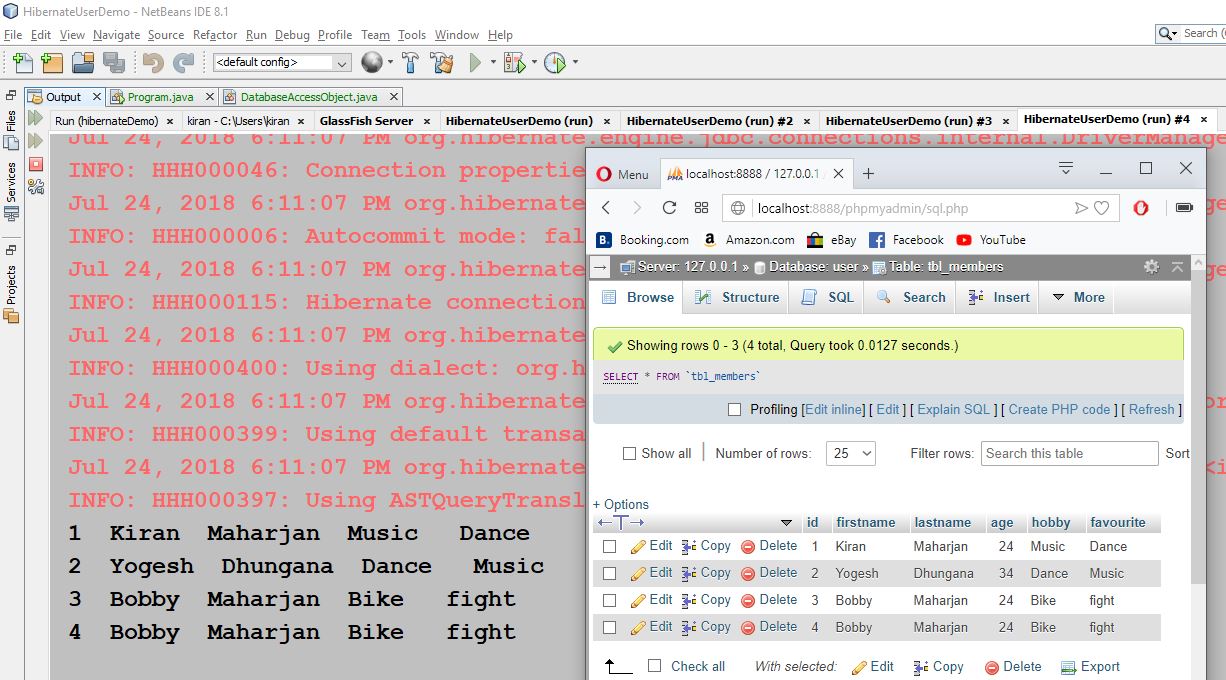 HibernateUserDemo - NetBeans IDE 8.1
File Edit View Navigate Source Refactor Run Debug Profile Team Tools Window Help
Search (
<default config>
Output Program.java DatabaseAccessObject.java
Run (hibernateDemo) kiran - C:\Users\kiran GlassFish Server HibernateUserDemo (run) HibernateUserDemo (run) #2 HibernateUserDemo (run) #3 HibernateUserDemo (run) #4
Files
Services
Projects
Jul 24, 2018 6:11:07 PM org.hibernate.engine.jdbc.connections.internal.DriverManage
INFO: HHH000046: Connection propertie
Jul 24, 2018 6:11:07 PM org.hibernate
INFO: HHH000006: Autocommit mode: fal
Jul 24, 2018 6:11:07 PM org.hibernate
INFO: HHH000115: Hibernate connection
Jul 24, 2018 6:11:07 PM org.hibernate
INFO: HHH000400: Using dialect: org.h
Jul 24, 2018 6:11:07 PM org.hibernate
INFO: HHH000399: Using default transa
Jul 24, 2018 6:11:07 PM org.hibernate
INFO: HHH000397: Using ASTQueryTransl
1 Kiran Maharjan Music Dance
2 Yogesh Dhungana Dance Music
3 Bobby Maharjan Bike fight
4 Bobby Maharjan Bike fight
Menu localhost:8888 / 127.0.0.1
localhost:8888/phpmyadmin/sql.php
Booking.com Amazon.com eBay Facebook YouTube
Server: 127.0.0.1 » Database: user » Table: tbl_members
Browse Structure SQL Search Insert More
Showing rows 0 - 3 (4 total, Query took 0.0127 seconds.)
SELECT * FROM `tbl_members`
Profiling [Edit inline] [ Edit ] [ Explain SQL ] [ Create PHP code ] [ Refresh ]
Show all Number of rows: 25 Filter rows: Search this table Sort
+ Options
id firstname lastname age hobby favourite
Edit Copy Delete 1 Kiran Maharjan 24 Music Dance
Edit Copy Delete 2 Yogesh Dhungana 34 Dance Music
Edit Copy Delete 3 Bobby Maharjan 24 Bike fight
Edit Copy Delete 4 Bobby Maharjan 24 Bike fight
Check all With selected: Edit Copy Delete Export